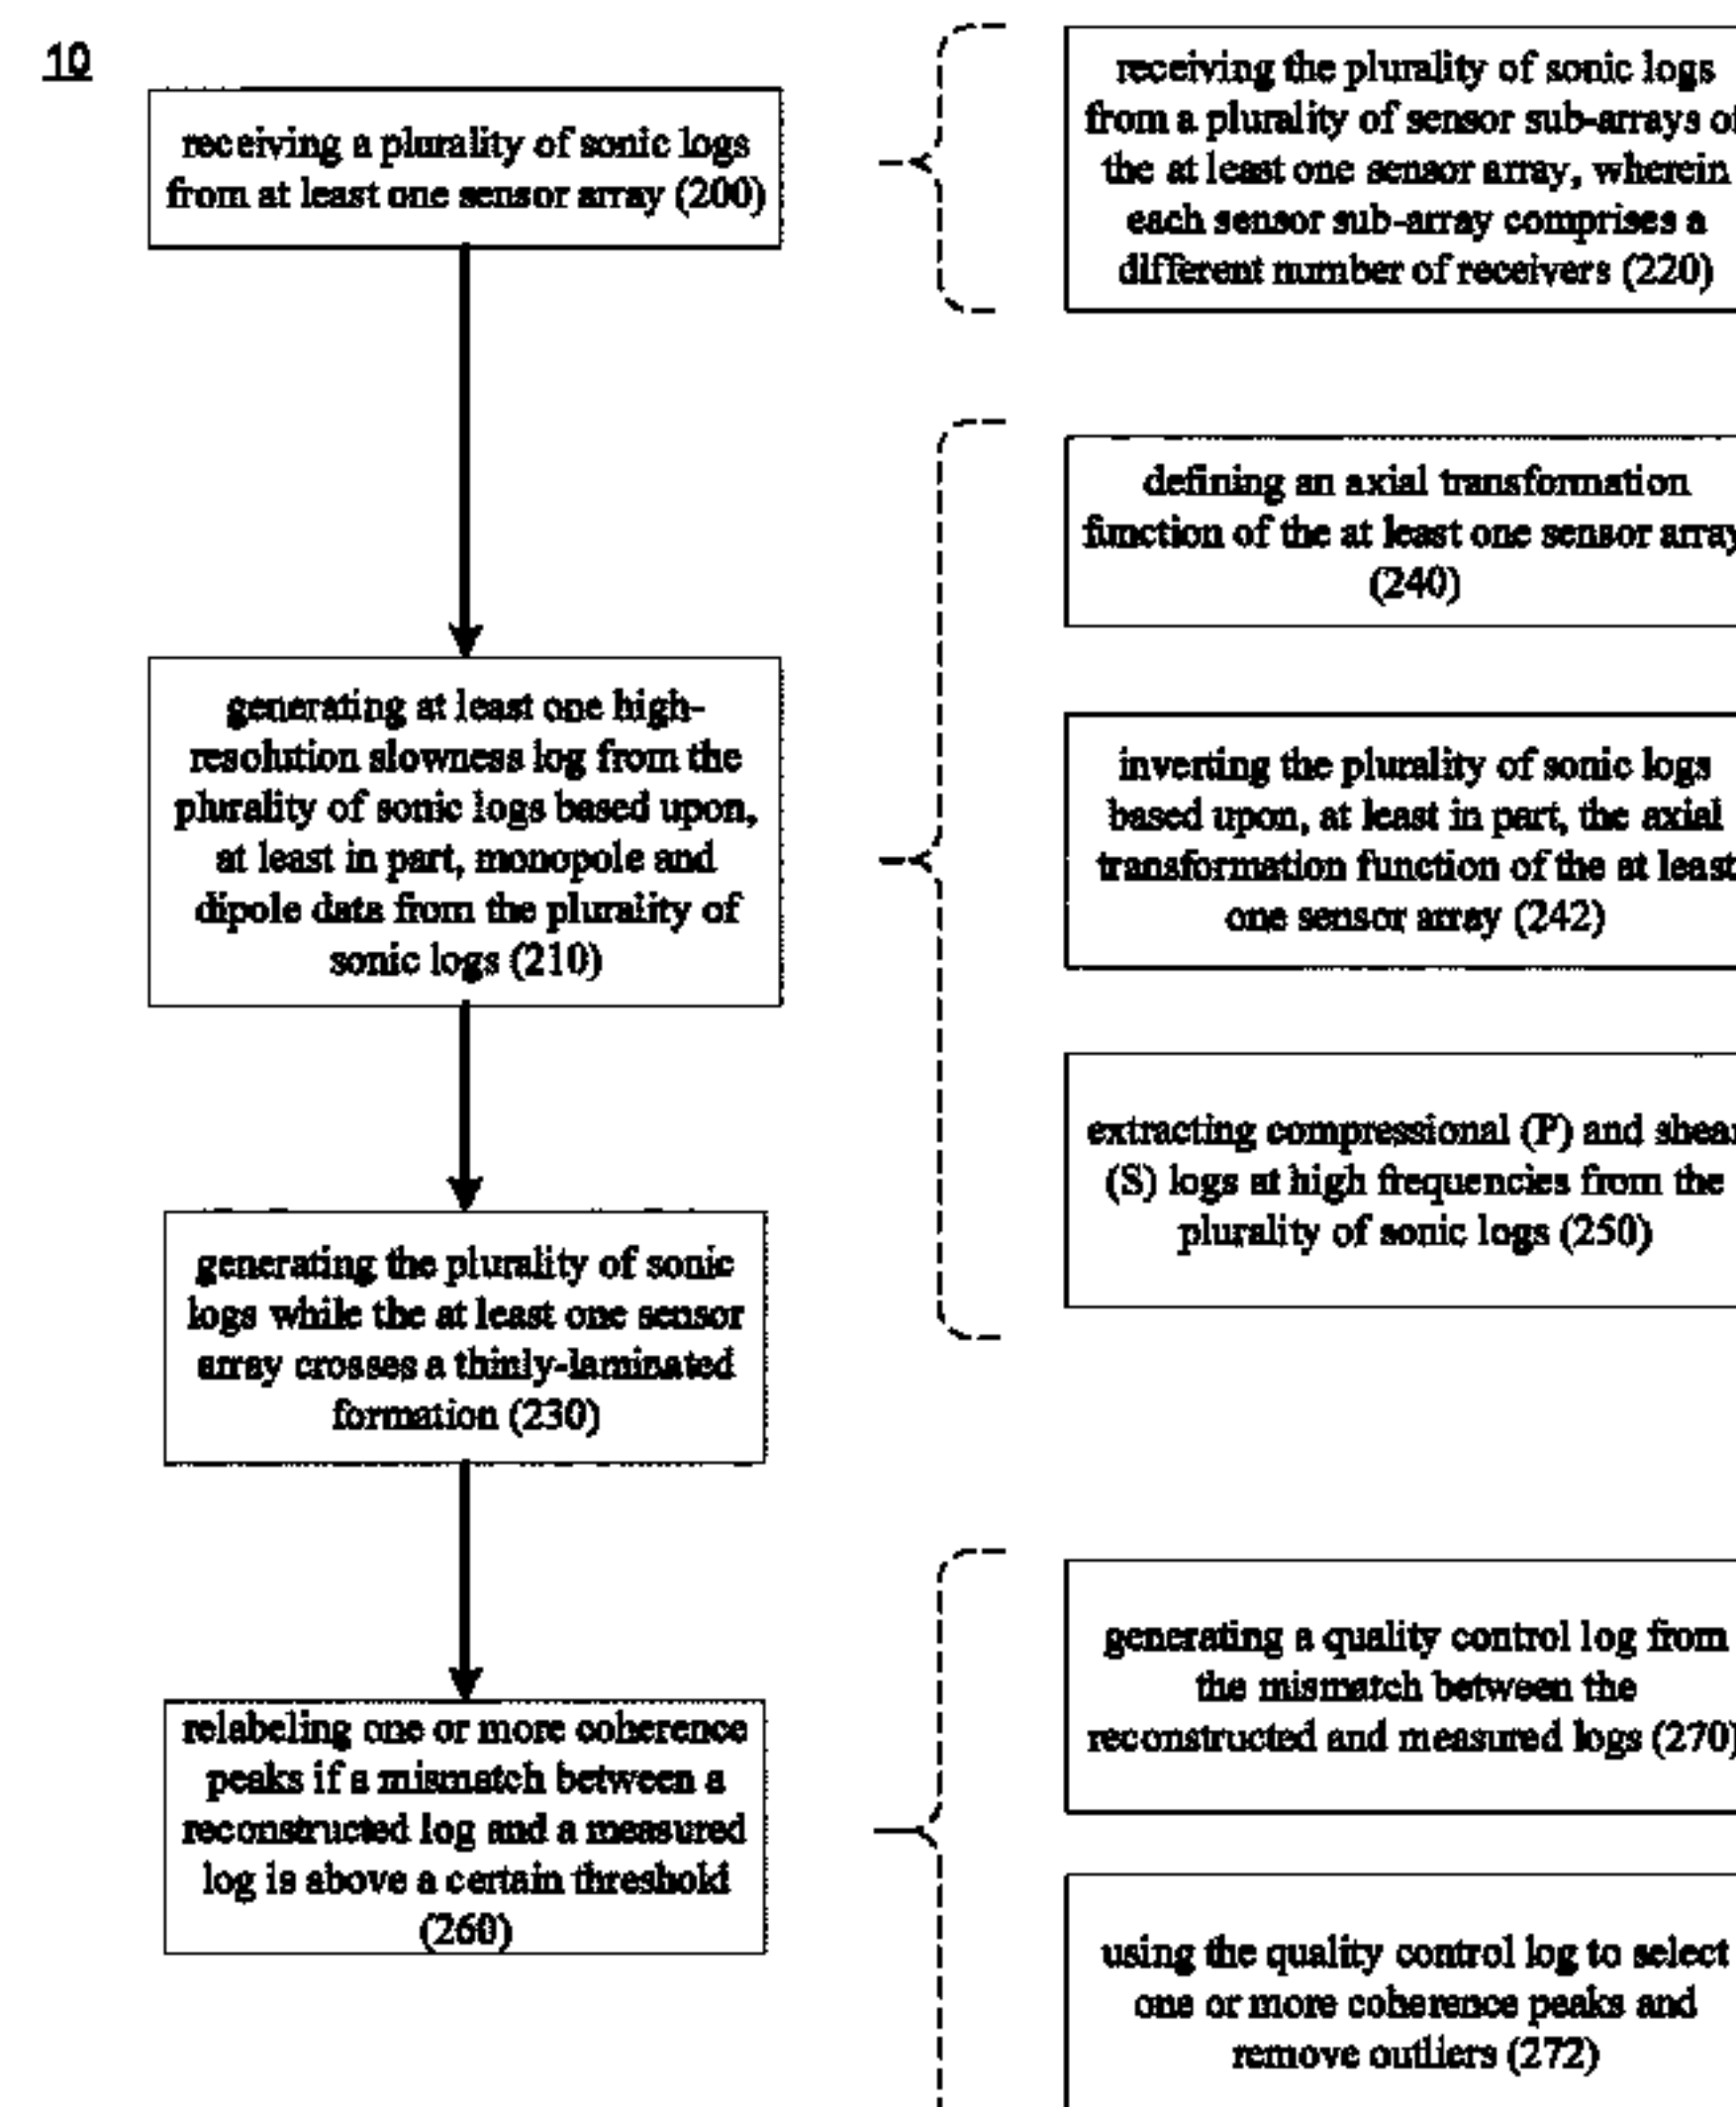 10
receiving a plurality of sonic logs
from at least one sensor array (200)
receiving the plurality of sonic logs
from a plurality of sensor sub-arrays of
the at least one sensor array, wherein
each sensor sub-array comprises a
different number of receivers (220)
generating at least one high-
resolution slowness log from the
plurality of sonic logs based upon,
at least in part, monopole and
dipole data from the plurality of
sonic logs (210)
defining an axial transformation
function of the at least one sensor array
(240)
inverting the plurality of sonic logs
based upon, at least in part, the axial
transformation function of the at least
one sensor array (242)
extracting compressional (P) and shear
(S) logs at high frequencies from the
plurality of sonic logs (250)
generating the plurality of sonic
logs while the at least one sensor
array crosses a thinly-laminated
formation (230)
relabeling one or more coherence
peaks if a mismatch between a
reconstructed log and a measured
log is above a certain threshold
(260)
generating a quality control log from
the mismatch between the
reconstructed and measured logs (270)
using the quality control log to select
one or more coherence peaks and
remove outliers (272)